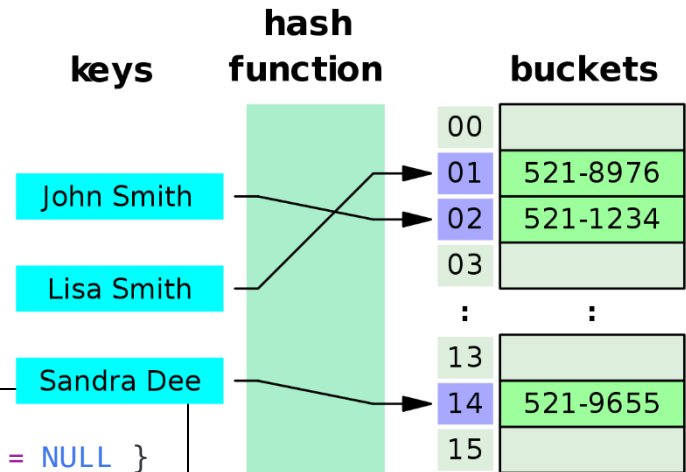 hash
keys function buckets
00
01 521-8976
John Smith 02 521-1234
03
Lisa Smith
: :
13
Sandra Dee 14 521-9655
= NULL } 15